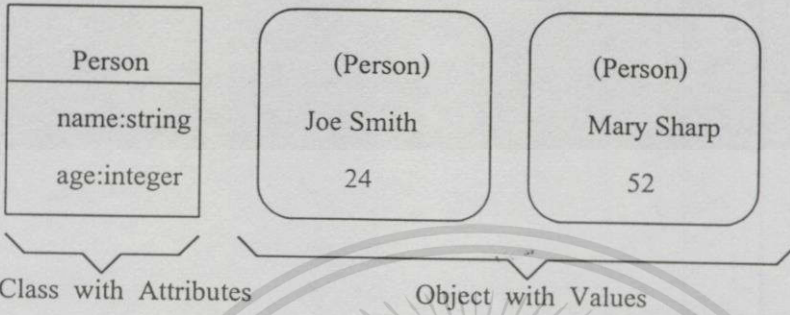 Person
name:string
age:integer
(Person)
Joe Smith
24
(Person)
Mary Sharp
52
Class with Attributes
Object with Values